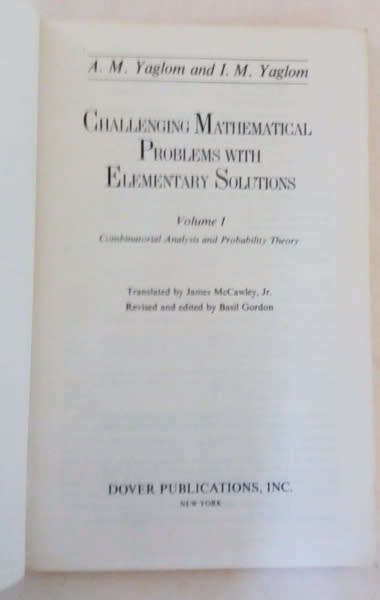 A. M. Yaglom and I. M. Yaglom
CHALLENGING MATHEMATICAL
PROBLEMS WITH
ELEMENTARY SOLUTIONS
Volume I
Combinatorial Analysis and Probability Theory
Translated by James McCawley, Jr.
Revised and edited by Basil Gordon
DOVER PUBLICATIONS, INC.
NEW YORK